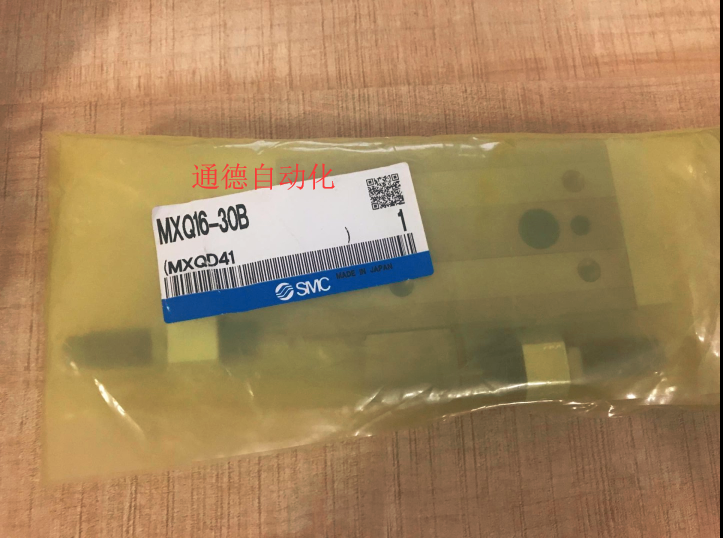 通德自动化
MXQ16-30B
) 1
(MXQD41
SMC MADE IN JAPAN